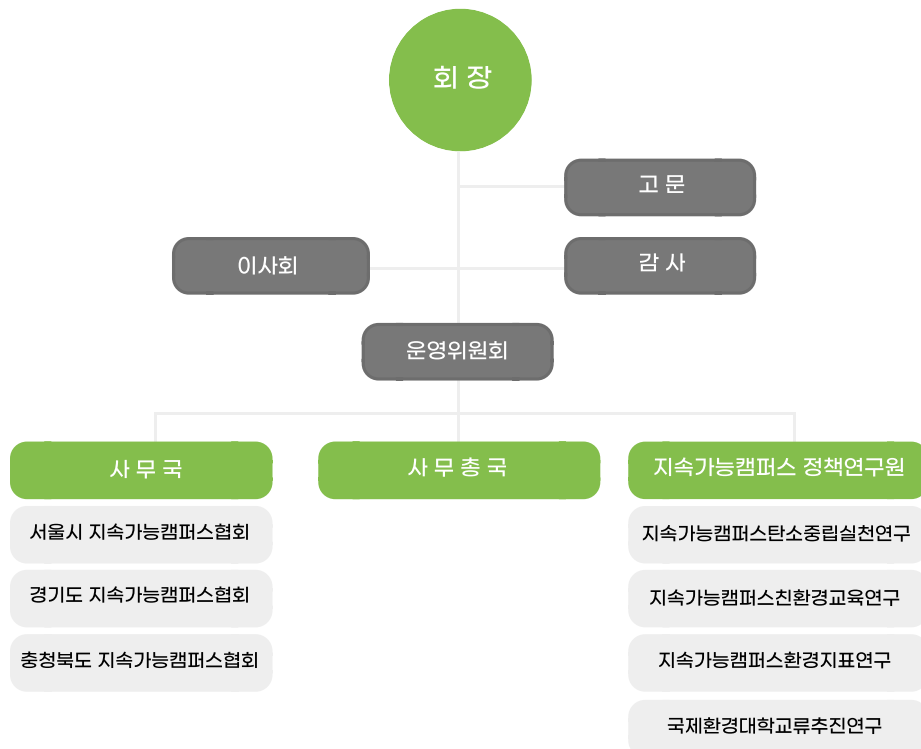 회 장
고 문
이사회
감 사
운영위원회
사 무 국
서울시 지속가능캠퍼스협회
경기도 지속가능캠퍼스협회
충청북도 지속가능캠퍼스협회
사 무 총 국
지속가능캠퍼스 정책연구원
지속가능캠퍼스탄소중립실천연구
지속가능캠퍼스친환경교육연구
지속가능캠퍼스환경지표연구
국제환경대학교류추진연구